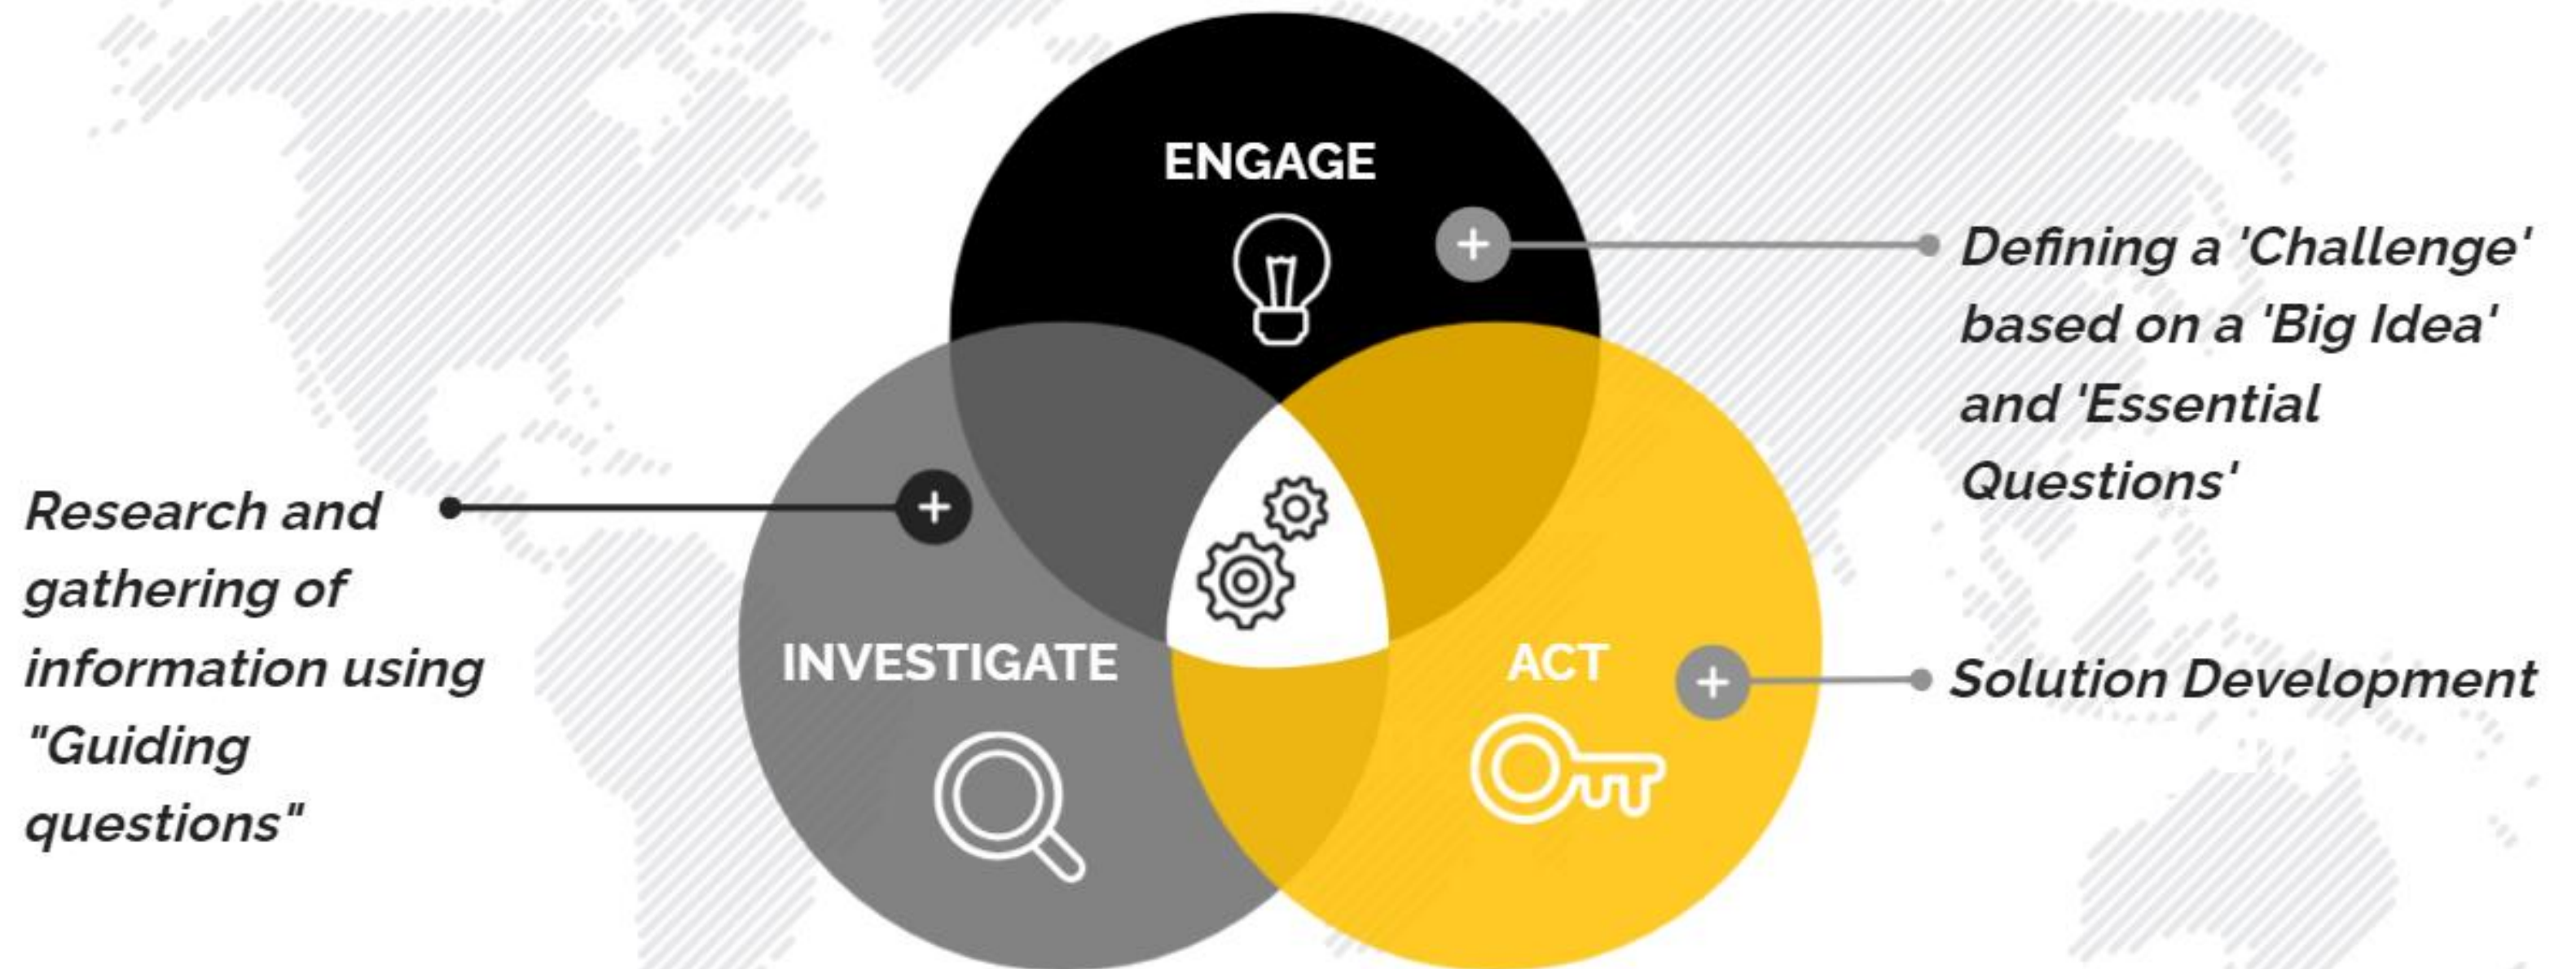 ENGAGE
Defining a 'Challenge'
based on a 'Big Idea'
and 'Essential
Questions'
Research and
gathering of
information using
"Guiding
questions"
INVESTIGATE
ACT
Solution Development